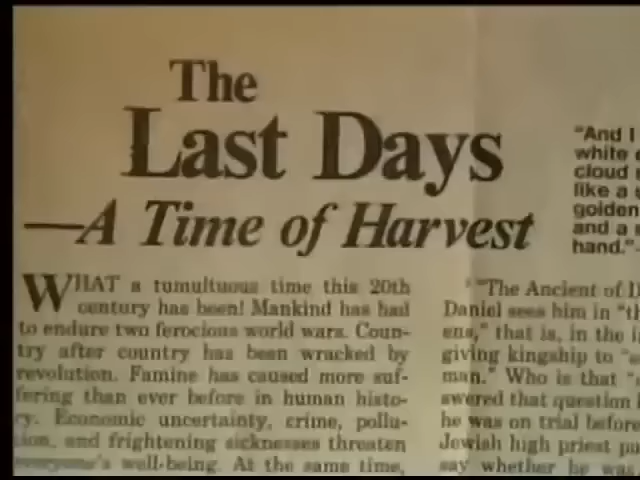 The
Last Days
—A Time of Harvest
"And I
white
cloud
like a
golden
and a
hand."
WHAT a tumultuous time this 20th
century has been! Mankind has had
to endure two ferocious world wars. Coun-
try after country has been wracked by
revolution. Famine has caused more suf-
fering than ever before in human histo-
ry. Economic uncertainty, crime, pollu-
tion, and frightening sicknesses threaten
everyone's well-being. At the same time,
"The Ancient of D
Daniel sees him in "th
ens," that is, in the i
giving kingship to
man." Who is that
swered that question
he was on trial before
Jewish high priest pu
say whether he was